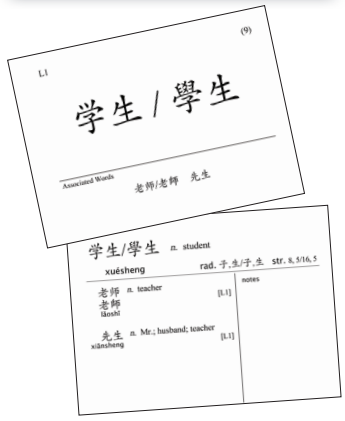 L1
(9)
学生 / 學生
Associated Words
老师/老師 先生
学生/學生 n. student
xuésheng rad. 子, 生/子, 生 str. 8, 5/16, 5
老师 n. teacher
老師 [L1]
lǎoshī
先生 n. Mr.; husband; teacher
xiānsheng [L1]
notes